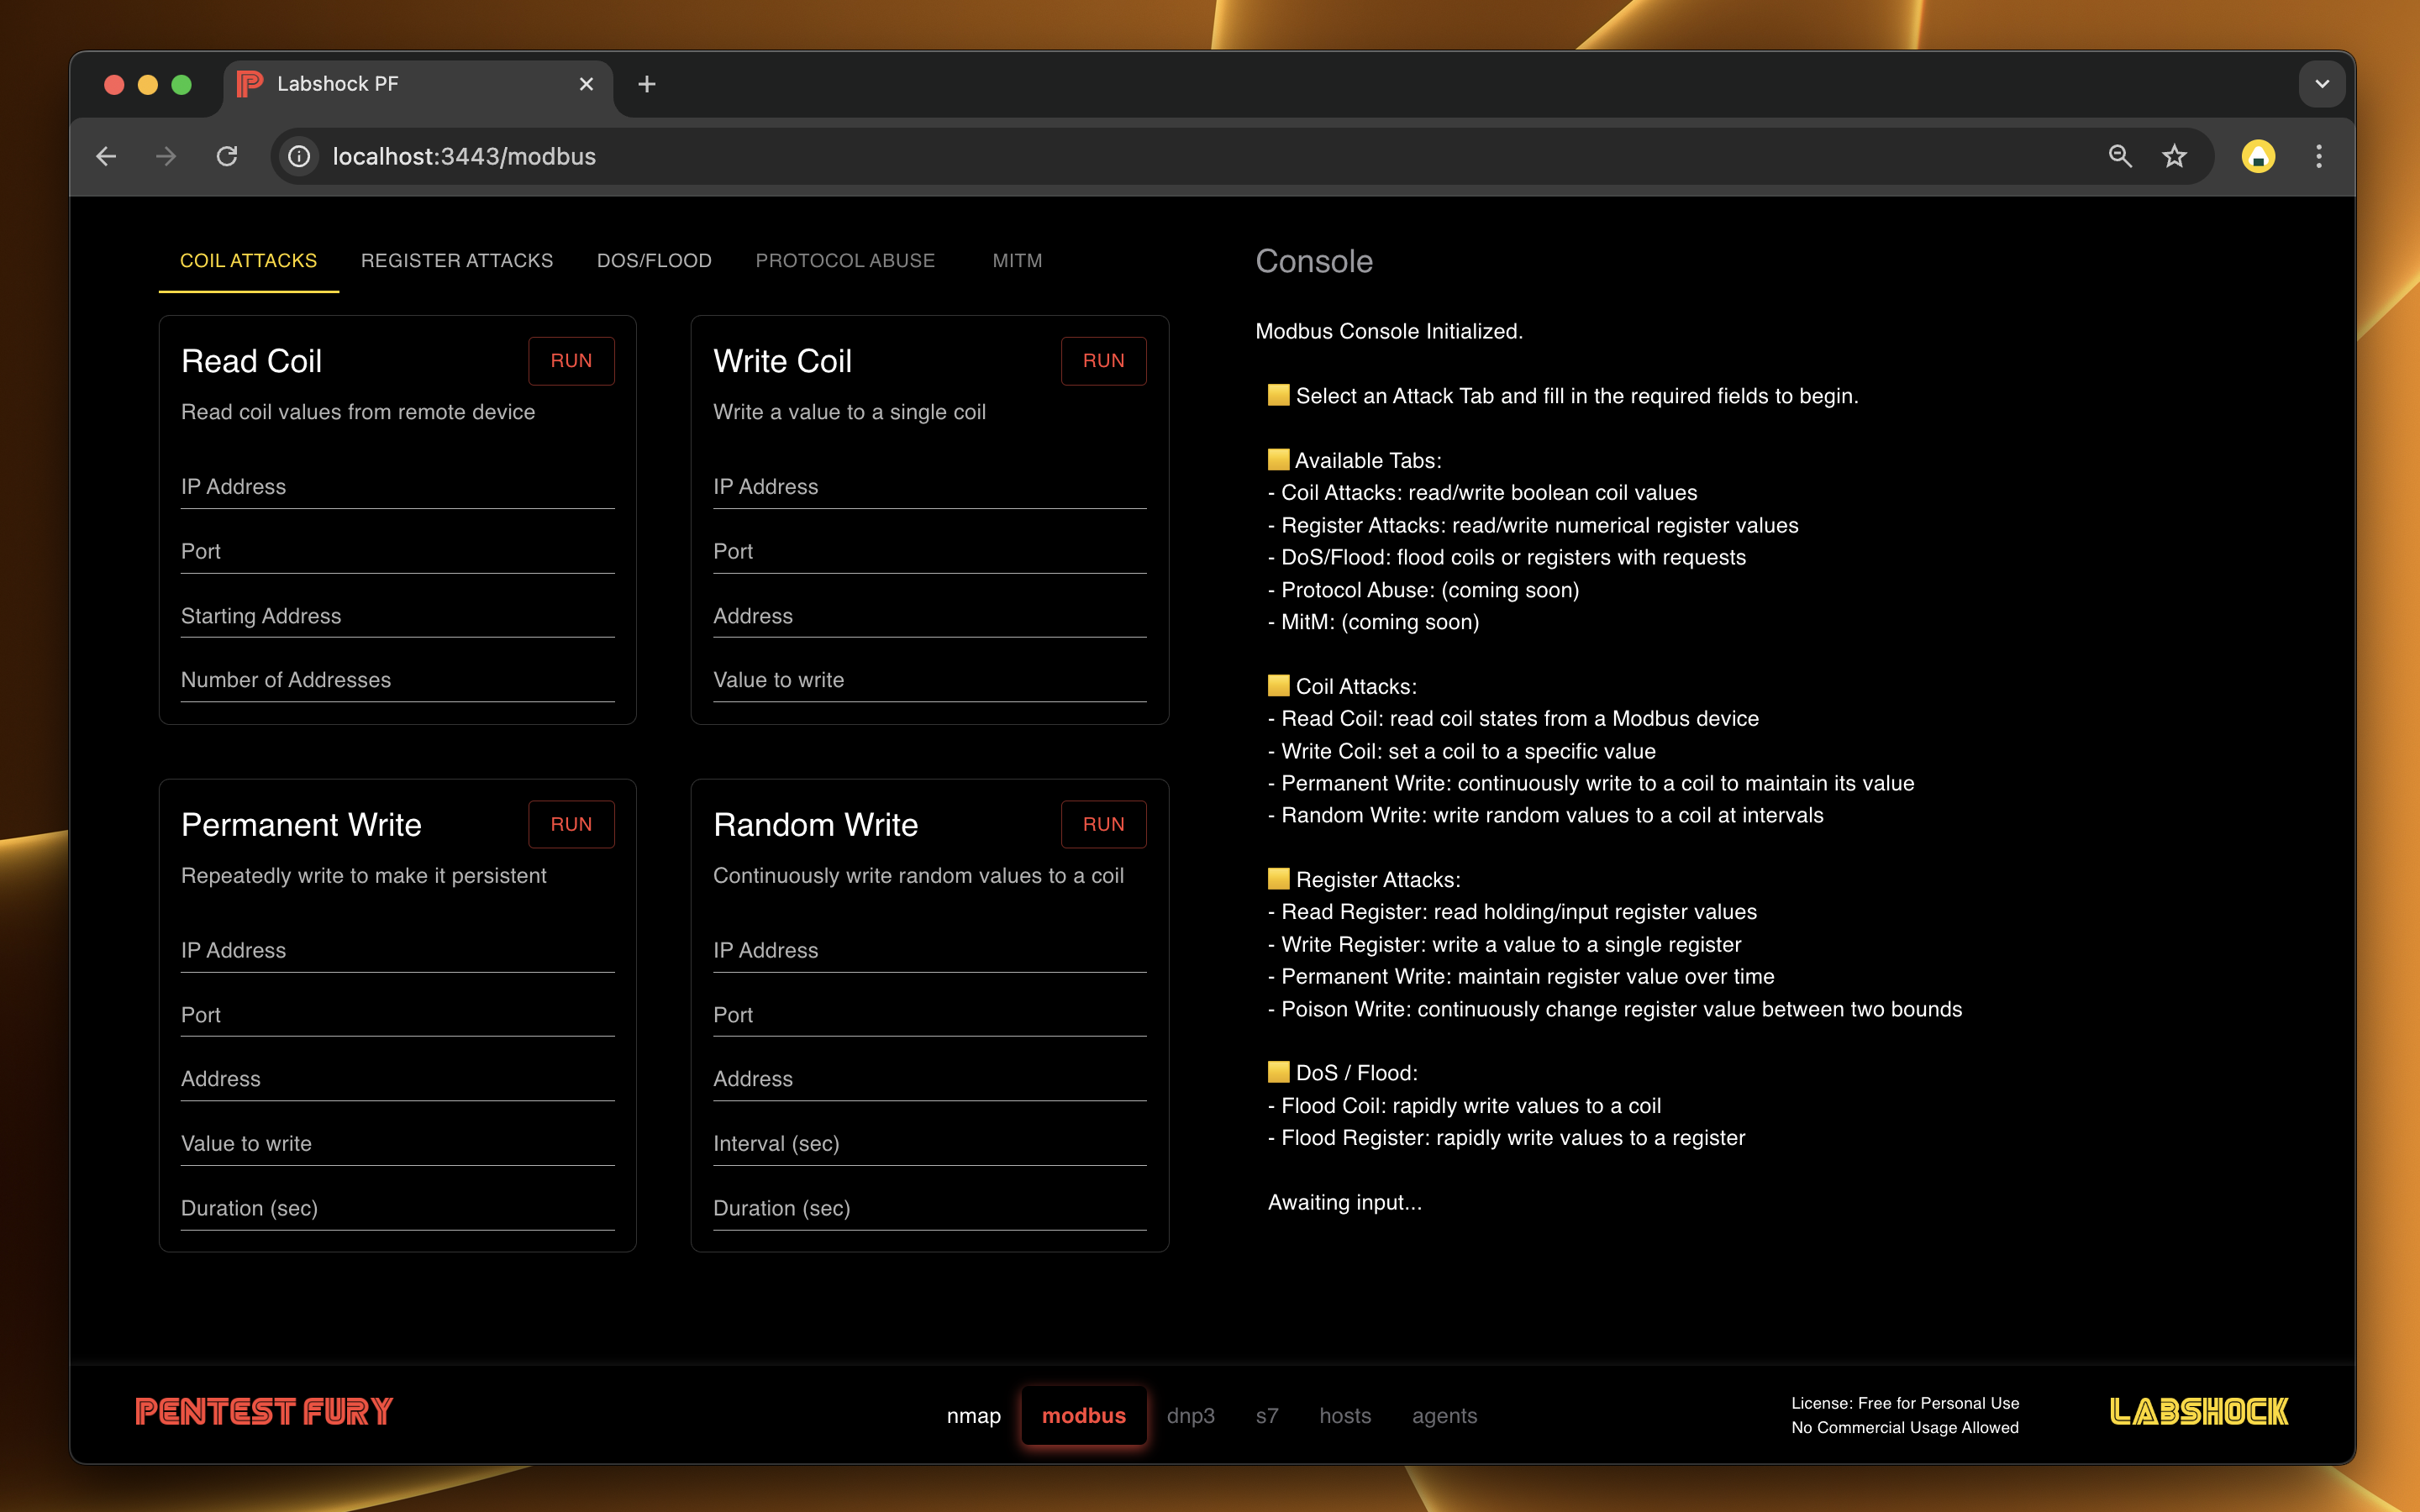 Labshock PF
localhost:3443/modbus
COIL ATTACKS REGISTER ATTACKS DOS/FLOOD PROTOCOL ABUSE MITM
Read Coil RUN
Read coil values from remote device
IP Address
Port
Starting Address
Number of Addresses
Write Coil RUN
Write a value to a single coil
IP Address
Port
Address
Value to write
Permanent Write RUN
Repeatedly write to make it persistent
IP Address
Port
Address
Value to write
Duration (sec)
Random Write RUN
Continuously write random values to a coil
IP Address
Port
Address
Interval (sec)
Duration (sec)
Console
Modbus Console Initialized.
Select an Attack Tab and fill in the required fields to begin.
Available Tabs:
- Coil Attacks: read/write boolean coil values
- Register Attacks: read/write numerical register values
- DoS/Flood: flood coils or registers with requests
- Protocol Abuse: (coming soon)
- MitM: (coming soon)
Coil Attacks:
- Read Coil: read coil states from a Modbus device
- Write Coil: set a coil to a specific value
- Permanent Write: continuously write to a coil to maintain its value
- Random Write: write random values to a coil at intervals
Register Attacks:
- Read Register: read holding/input register values
- Write Register: write a value to a single register
- Permanent Write: maintain register value over time
- Poison Write: continuously change register value between two bounds
DoS / Flood:
- Flood Coil: rapidly write values to a coil
- Flood Register: rapidly write values to a register
Awaiting input...
PENTEST FURY
nmap modbus dnp3 s7 hosts agents
License: Free for Personal Use
No Commercial Usage Allowed
LABSHOCK